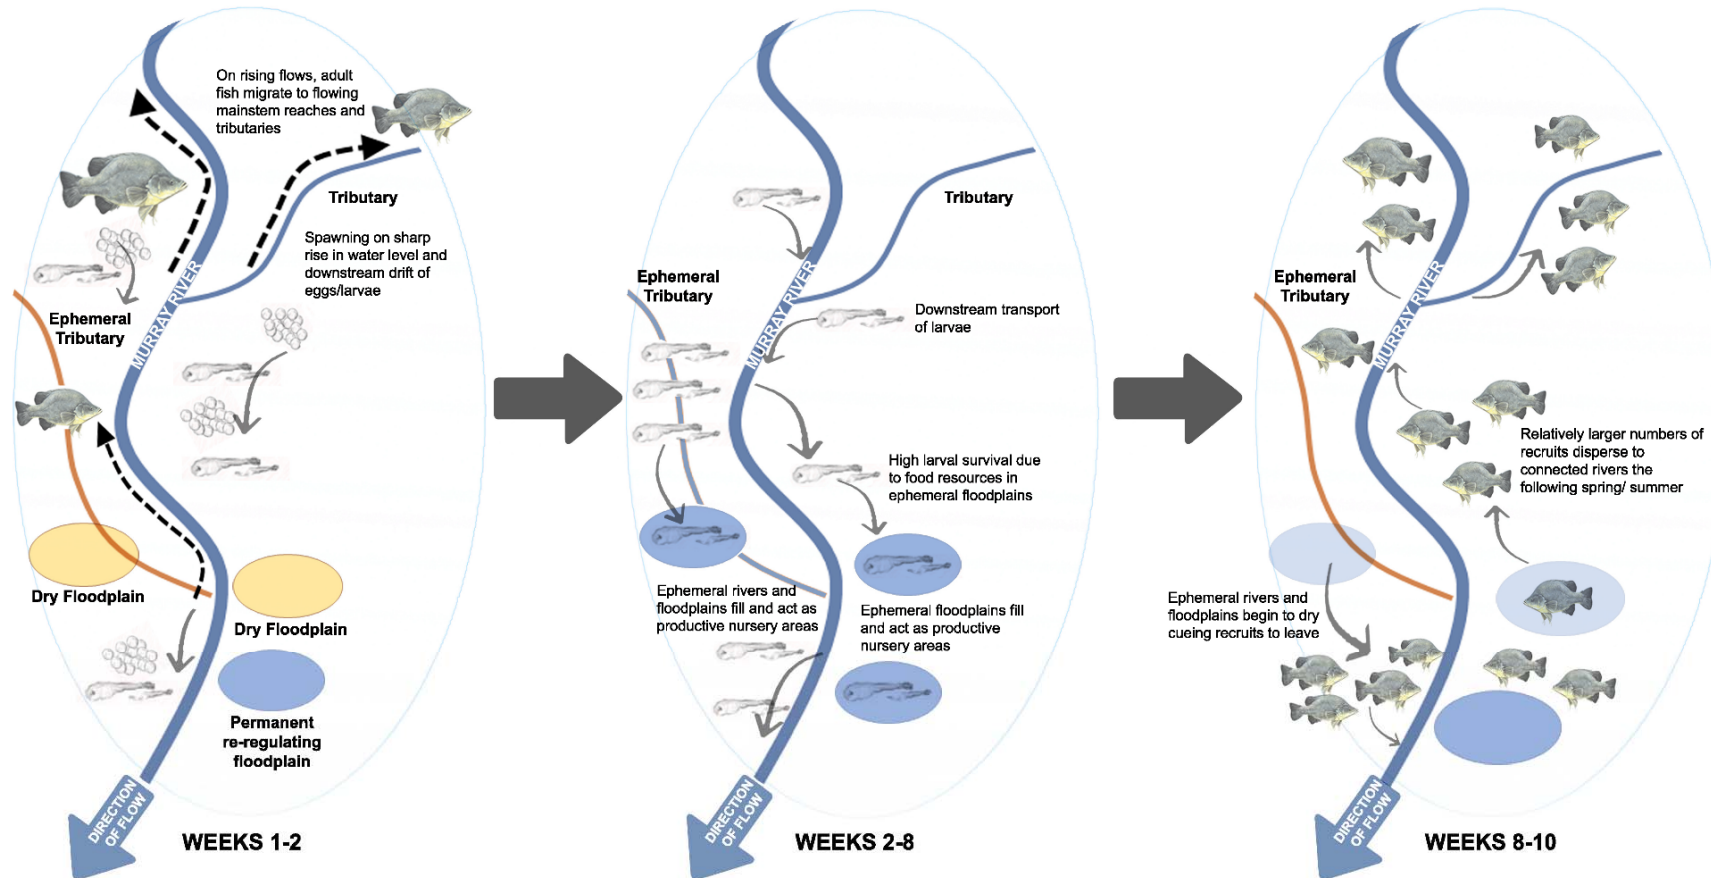 On rising flows, adult
fish migrate to flowing
mainstem reaches and
tributaries
Tributary
Spawning on sharp
rise in water level and
downstream drift of
eggs/larvae
Ephemeral
Tributary
MURRAY RIVER
Dry Floodplain
Dry Floodplain
Permanent
re-regulating
floodplain
DIRECTION
OF FLOW
WEEKS 1-2
Tributary
Ephemeral
Tributary
MURRAY RIVER
Downstream transport
of larvae
High larval survival due
to food resources in
ephemeral floodplains
Ephemeral rivers and
floodplains fill and act as
productive nursery areas
Ephemeral floodplains fill
and act as productive
nursery areas
DIRECTION
OF FLOW
WEEKS 2-8
Tributary
Ephemeral
Tributary
MURRAY RIVER
Relatively larger numbers of
recruits disperse to
connected rivers the
following spring/ summer
Ephemeral rivers and
floodplains begin to dry
cueing recruits to leave
DIRECTION
OF FLOW
WEEKS 8-10